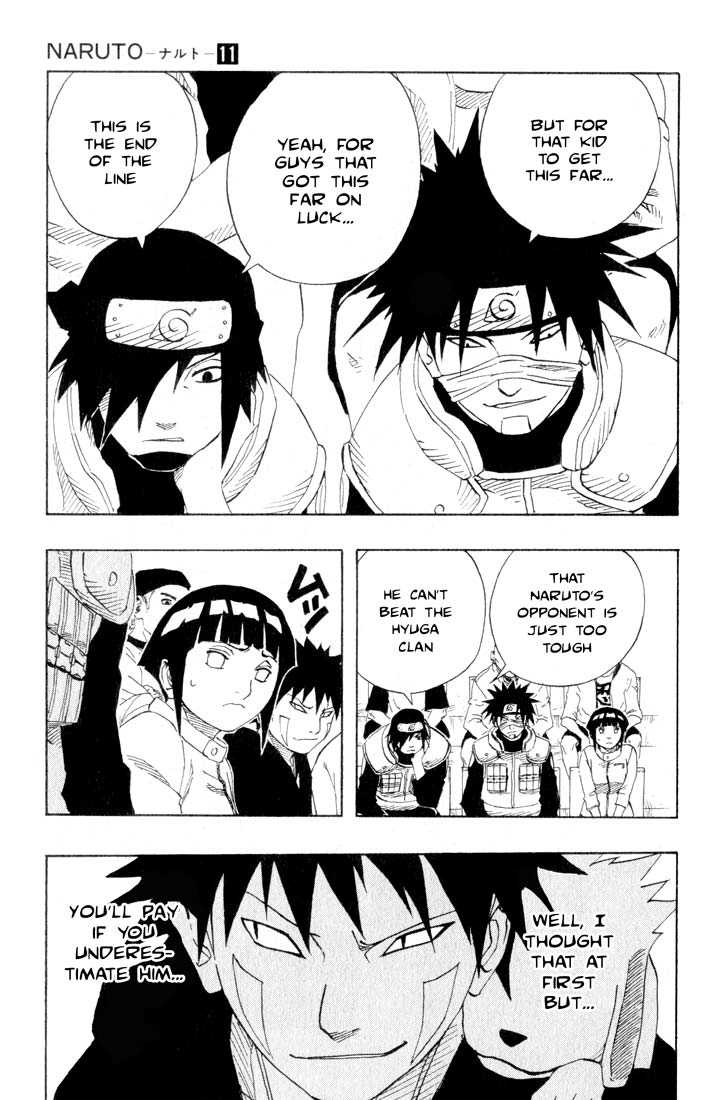 NARUTO—ナルト—11
BUT FOR
THAT KID
TO GET
THIS FAR...
YEAH, FOR
GUYS THAT
GOT THIS
FAR ON
LUCK...
THIS IS
THE END
OF THE
LINE
THAT
NARUTO'S
OPPONENT IS
JUST TOO
TOUGH
HE CAN'T
BEAT THE
HYUGA
CLAN
ムッ
WELL, I
THOUGHT
THAT AT
FIRST
BUT...
YOU'LL PAY
IF YOU
UNDERES-
TIMATE HIM...